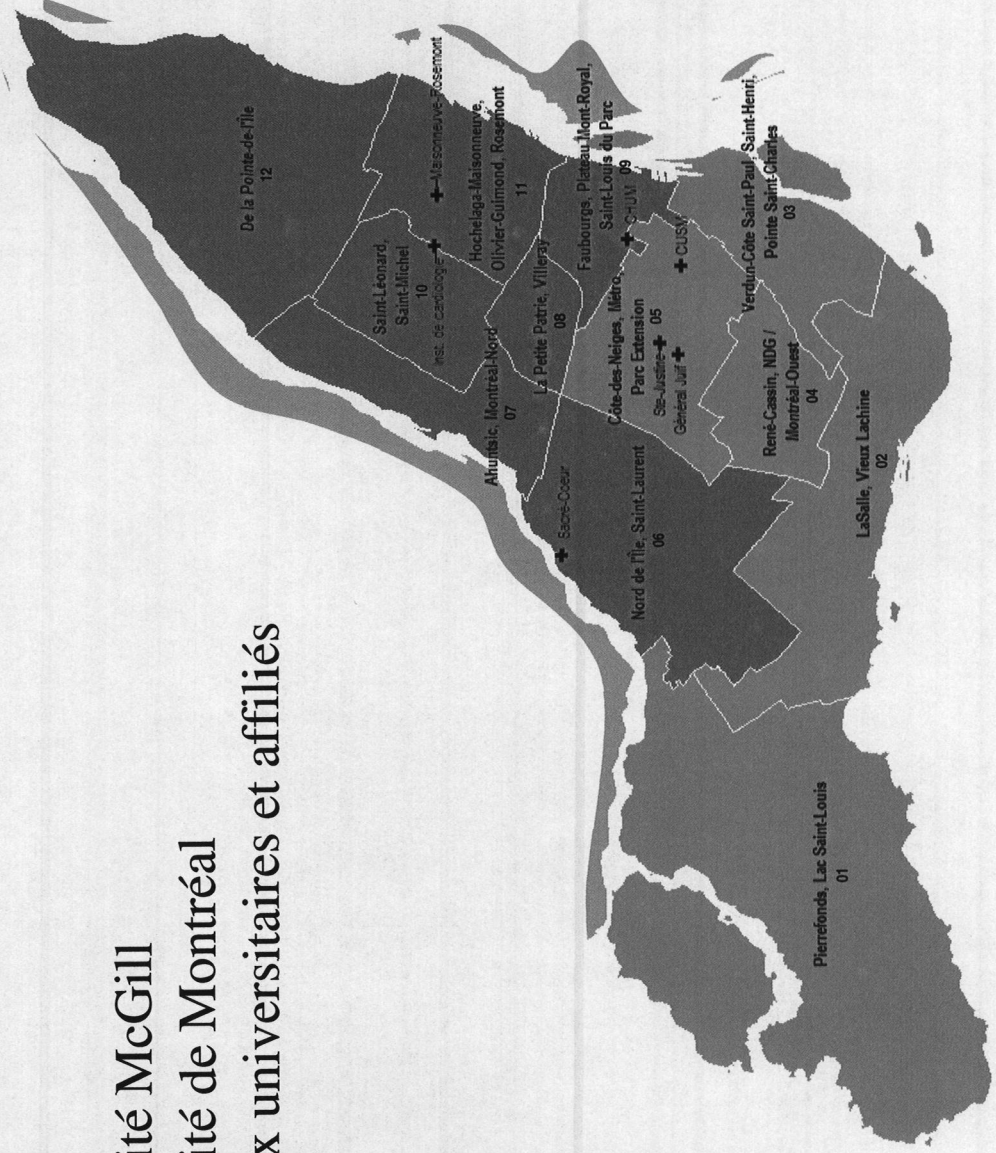 ité McGill
ité de Montréal
x universitaires et affiliés
De la Pointe-de-l'Île
12
Maisonneuve-Rosemont
Hochelaga-Maisonneuve,
Olivier-Guimond, Rosemont
11
Saint-Léonard,
Saint-Michel
10
Inst. de cardiologie
Ahuntsic, Montréal-Nord
07
La Petite Patrie, Villeray
08
Faubourgs, Plateau Mont-Royal,
Saint-Louis du Parc
09
CHUM
CUSM
Côte-des-Neiges, Métro,
Parc Extension
05
Ste-Justine
Général Juif
Sacré-Coeur
Nord de l'Île, Saint-Laurent
06
Verdun-Côte Saint-Paul, Saint-Henri,
Pointe Saint-Charles
03
René-Cassin, NDG /
Montréal-Ouest
04
LaSalle, Vieux Lachine
02
Pierrefonds, Lac Saint-Louis
01